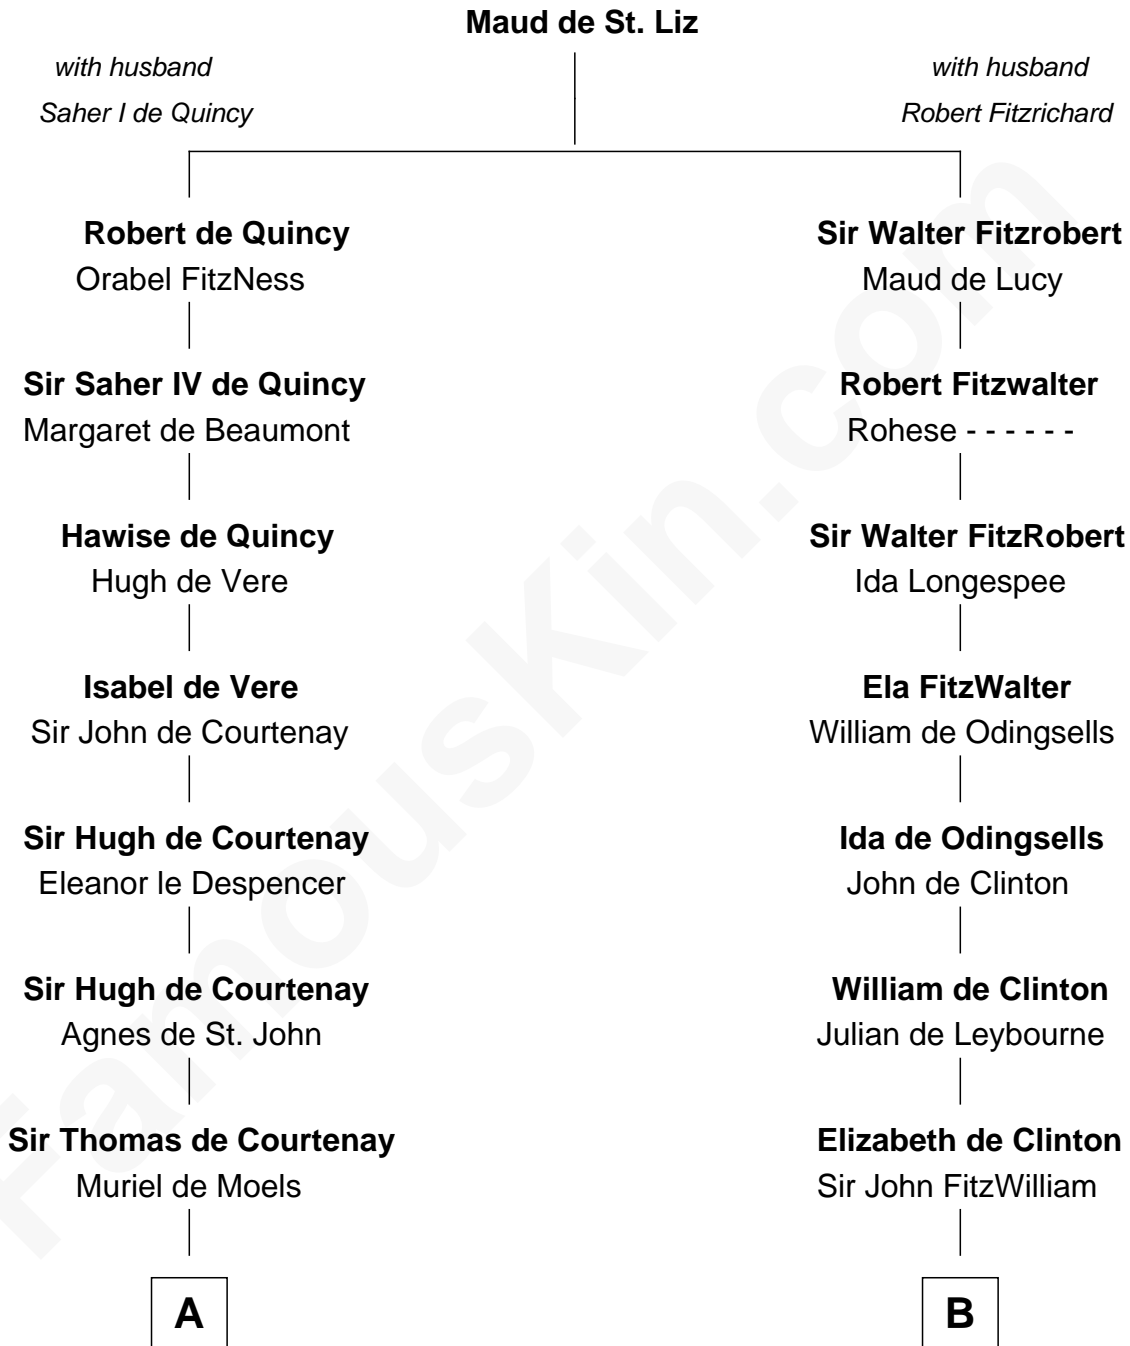 Maud de St. Liz
with husband
Saher I de Quincy
with husband
Robert Fitzrichard
Robert de Quincy
Orabel FitzNess
Sir Walter Fitzrobert
Maud de Lucy
Sir Saher IV de Quincy
Margaret de Beaumont
Robert Fitzwalter
Rohese - - - - - -
Hawise de Quincy
Hugh de Vere
Sir Walter FitzRobert
Ida Longespee
Isabel de Vere
Sir John de Courtenay
Ela FitzWalter
William de Odingsells
Sir Hugh de Courtenay
Eleanor le Despencer
Ida de Odingsells
John de Clinton
Sir Hugh de Courtenay
Agnes de St. John
William de Clinton
Julian de Leybourne
Sir Thomas de Courtenay
Muriel de Moels
Elizabeth de Clinton
Sir John FitzWilliam
A
B
FamousKin.com